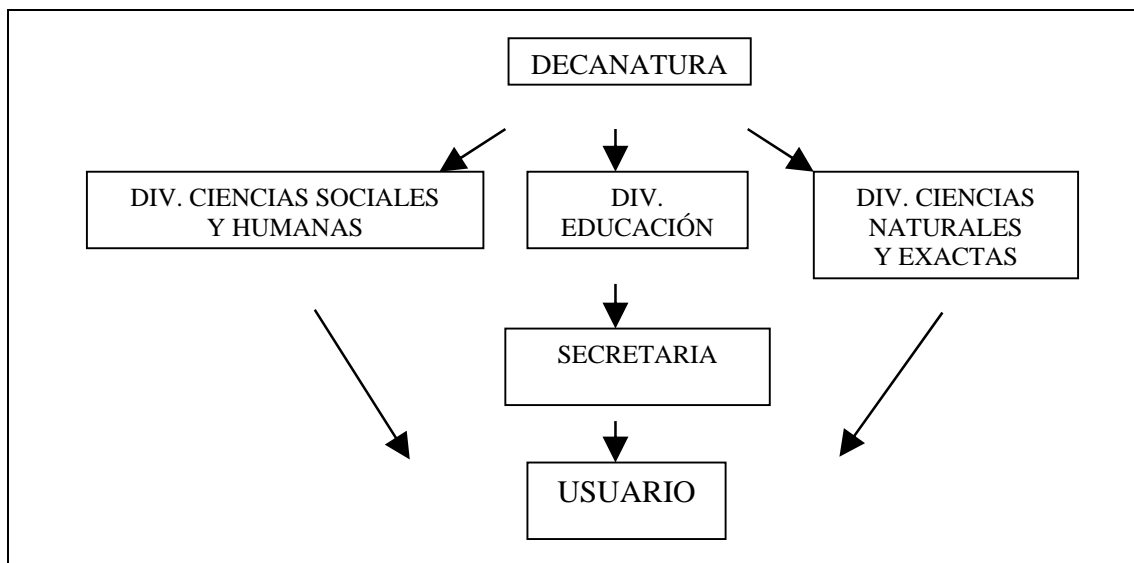 DECANATURA
DIV. CIENCIAS SOCIALES
Y HUMANAS
DIV.
EDUCACIÓN
DIV. CIENCIAS
NATURALES
Y EXACTAS
SECRETARIA
USUARIO